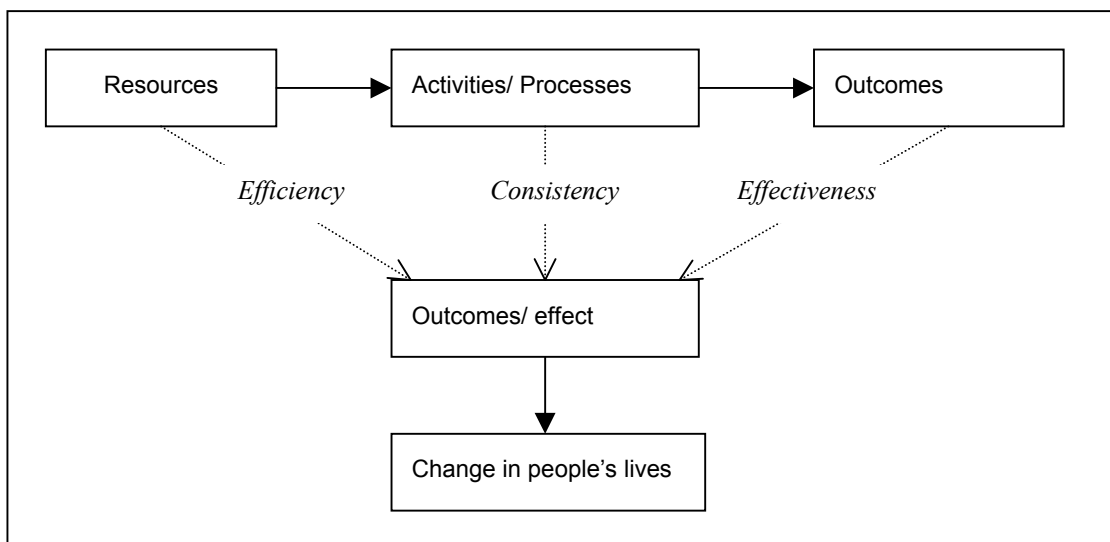 Resources
Activities/ Processes
Outcomes
Efficiency
Consistency
Effectiveness
Outcomes/ effect
Change in people’s lives